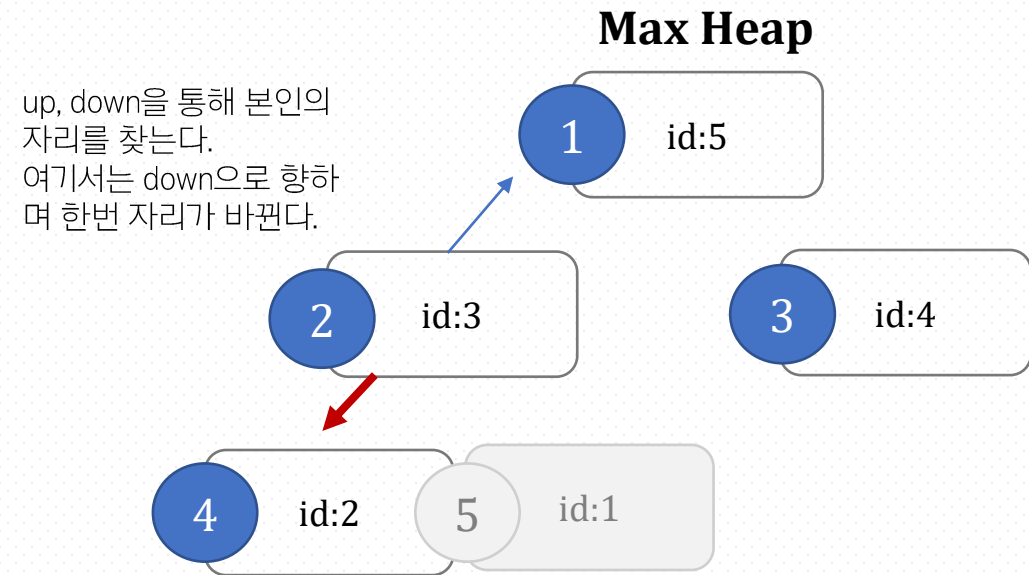 Max Heap
up, down을 통해 본인의
자리를 찾는다.
여기서는 down으로 향하
며 한번 자리가 바뀐다.
1 id:5
2 id:3
3 id:4
4 id:2
5 id:1